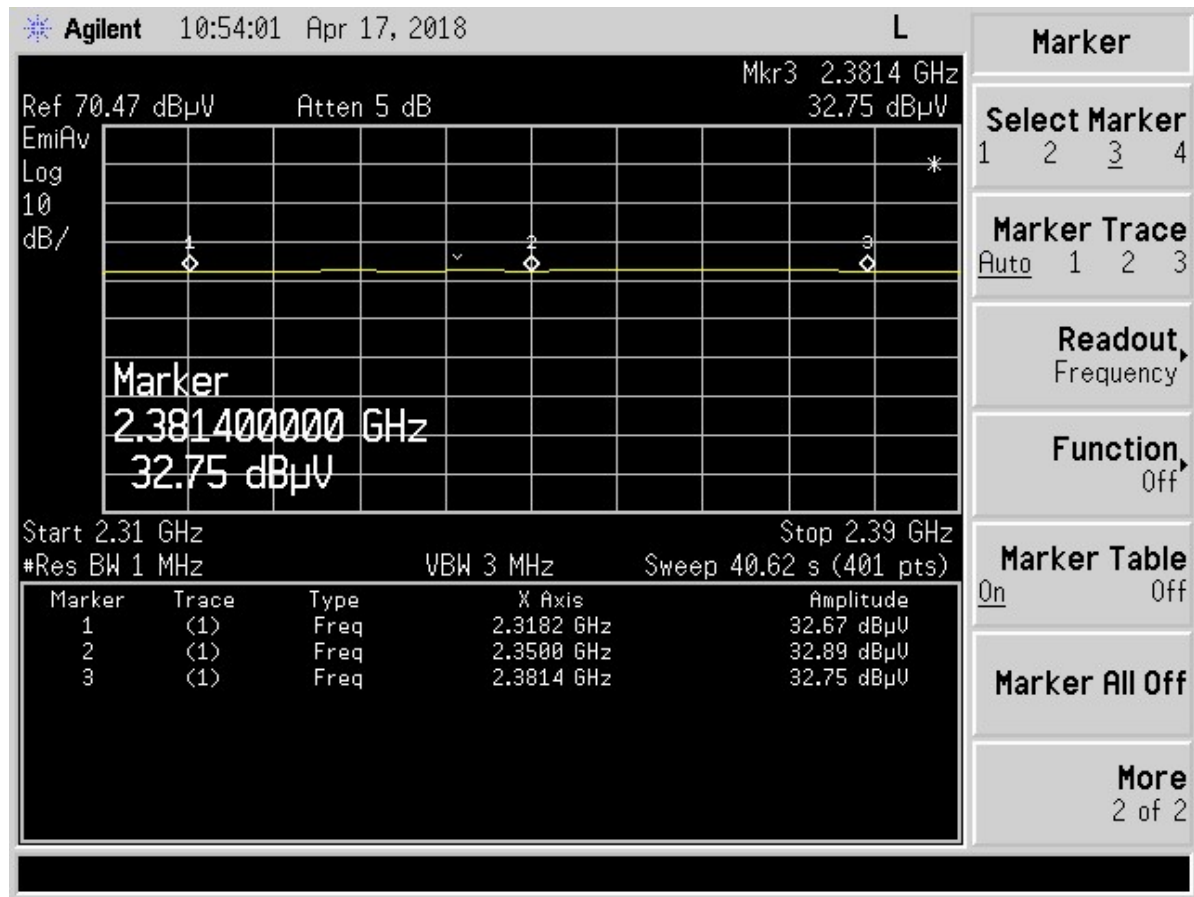 Agilent 10:54:01 Apr 17, 2018 L
Mkr3 2.3814 GHz
Ref 70.47 dBµV Atten 5 dB 32.75 dBµV
EmiAv
Log
10
dB/
1 2 3
Marker
2.381400000 GHz
32.75 dBµV
Start 2.31 GHz Stop 2.39 GHz
#Res BW 1 MHz VBW 3 MHz Sweep 40.62 s (401 pts)
Marker Trace Type X Axis Amplitude
1 (1) Freq 2.3182 GHz 32.67 dBµV
2 (1) Freq 2.3500 GHz 32.89 dBµV
3 (1) Freq 2.3814 GHz 32.75 dBµV
Marker
Select Marker
1 2 3 4
Marker Trace
Auto 1 2 3
Readout
Frequency
Function
Off
Marker Table
On Off
Marker All Off
More
2 of 2